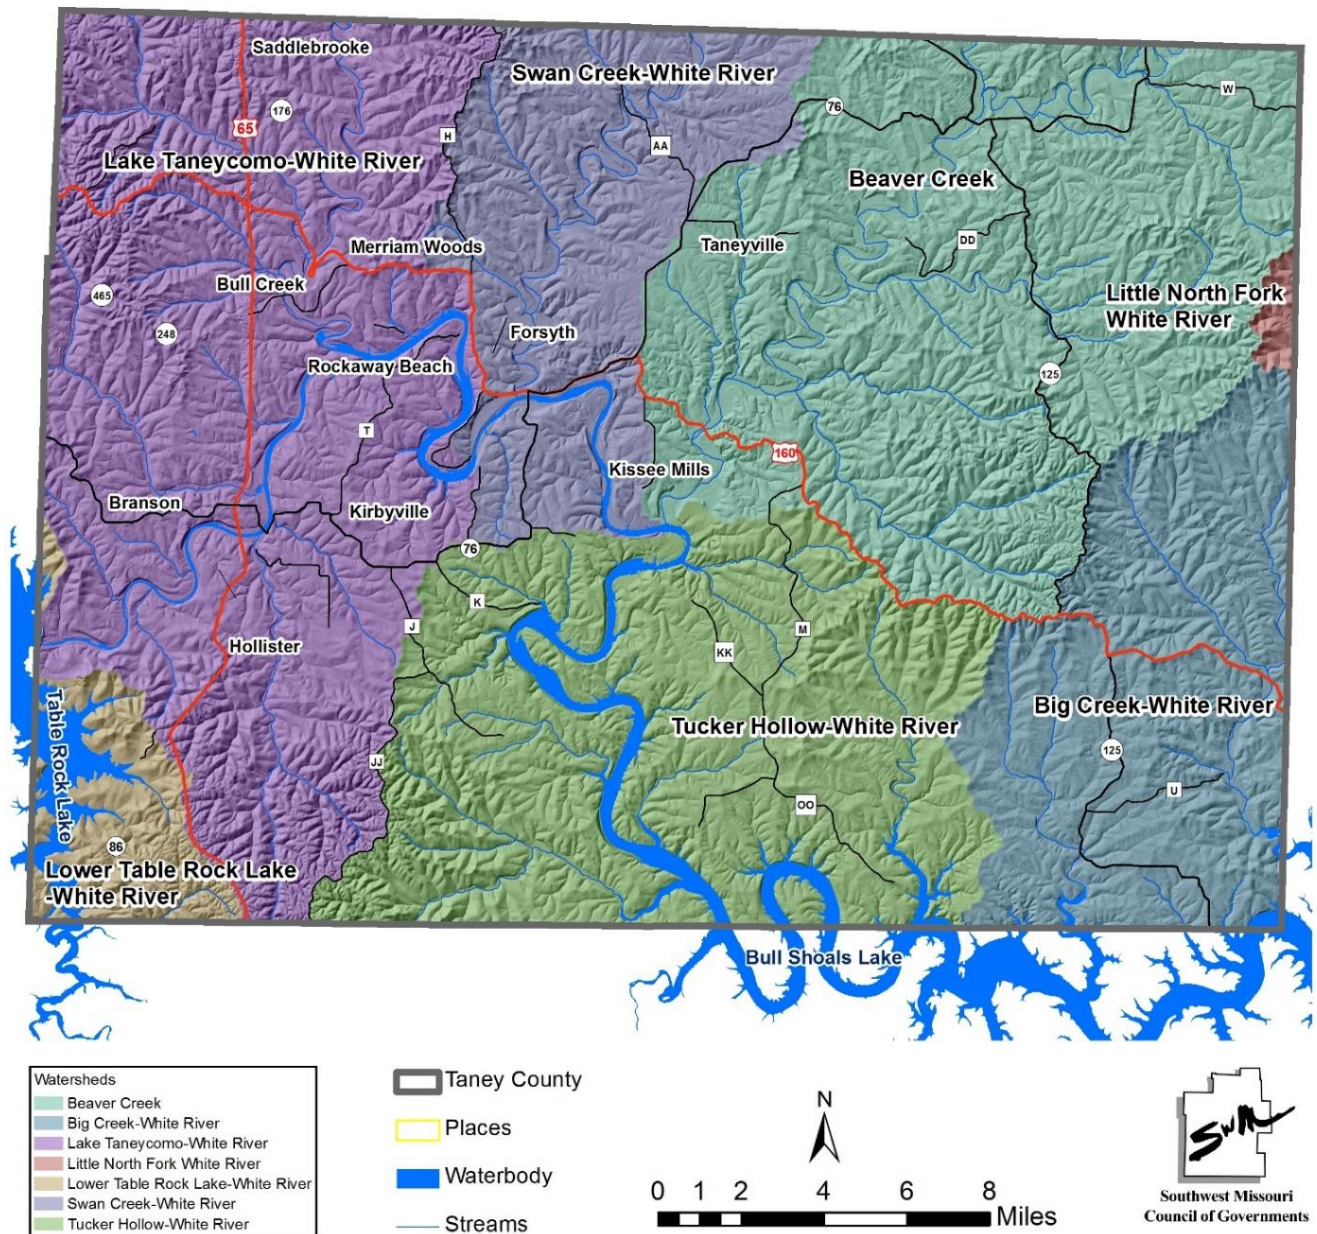 Saddlebrooke
Swan Creek-White River
76
W
176
65
H
AA
Lake Taneycomo-White River
Beaver Creek
Merriam Woods
Taneyville
DD
Bull Creek
465
248
Little North Fork
White River
Forsyth
Rockaway Beach
125
T
160
Kissee Mills
Branson
Kirbyville
76
K
J
M
Hollister
KK
Table Rock Lake
Tucker Hollow-White River
Big Creek-White River
125
JJ
U
OO
86
Lower Table Rock Lake
-White River
Bull Shoals Lake
Watersheds
Beaver Creek
Big Creek-White River
Lake Taneycomo-White River
Little North Fork White River
Lower Table Rock Lake-White River
Swan Creek-White River
Tucker Hollow-White River
Taney County
Places
Waterbody
Streams
N
0 1 2 4 6 8
Miles
SWM
Southwest Missouri
Council of Governments